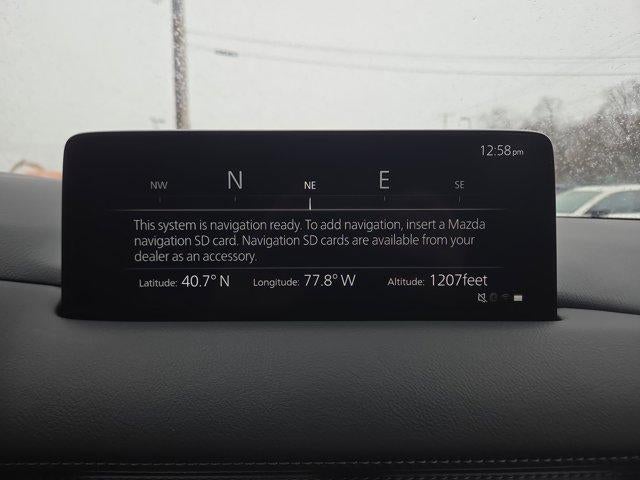 12:58pm
NW N NE E SE
This system is navigation ready. To add navigation, insert a Mazda
navigation SD card. Navigation SD cards are available from your
dealer as an accessory.
Latitude: 40.7° N Longitude: 77.8° W Altitude: 1207feet